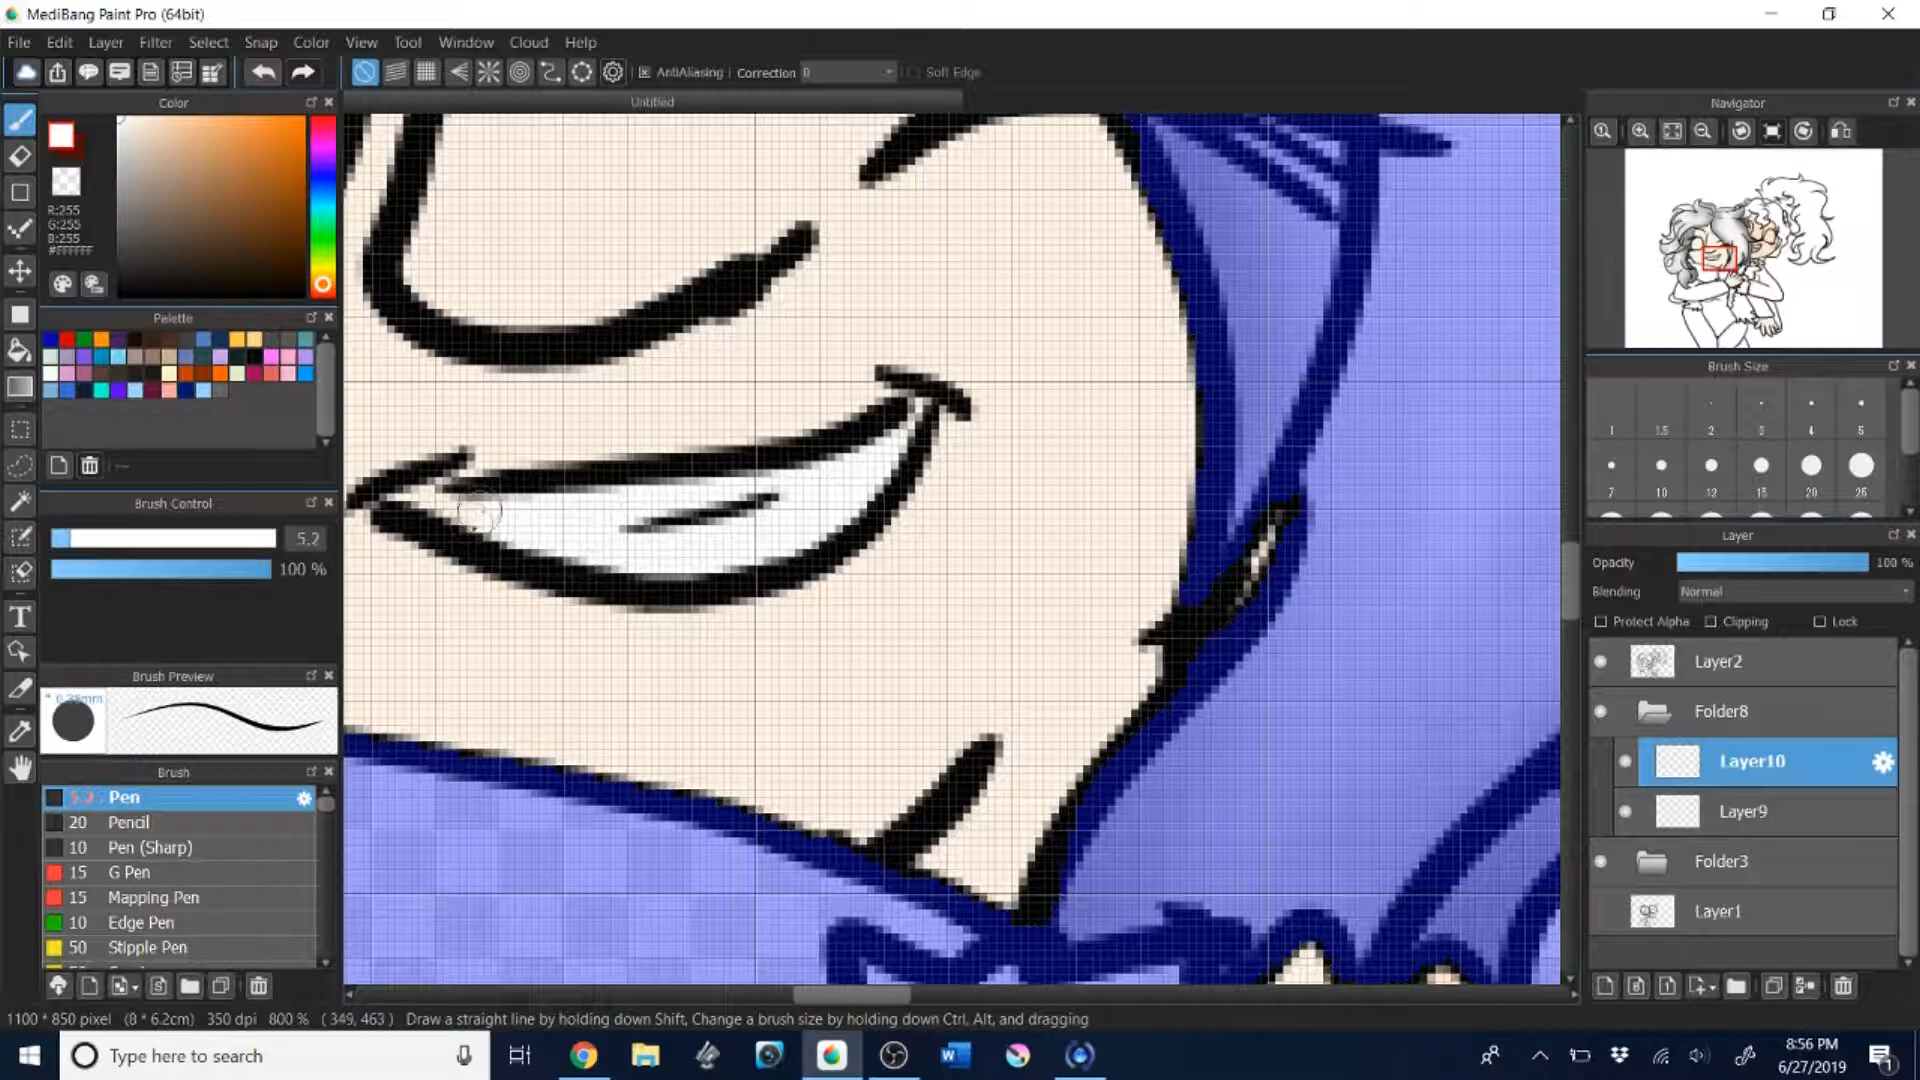 MediBang Paint Pro (64bit)
File Edit Layer Filter Select Snap Color View Tool Window Cloud Help
AntiAliasing Correction 0 Soft Edge
Color
R:255
G:255
B:255
#FFFFFF
Palette
Brush Control
5.2
100 %
Brush Preview
Brush
Pen
20 Pencil
10 Pen (Sharp)
15 G Pen
15 Mapping Pen
10 Edge Pen
50 Stipple Pen
Untitled
Navigator
Brush Size
1 1.5 2 3 4 5
7 10 12 15 20 25
Layer
Opacity 100 %
Blending Normal
Protect Alpha Clipping Lock
Layer2
Folder8
Layer10
Layer9
Folder3
Layer1
1100 * 850 pixel (8 * 6.2cm) 350 dpi 800 % ( 349, 463 ) Draw a straight line by holding down Shift, Change a brush size by holding down Ctrl, Alt, and dragging
Type here to search
8:56 PM
6/27/2019